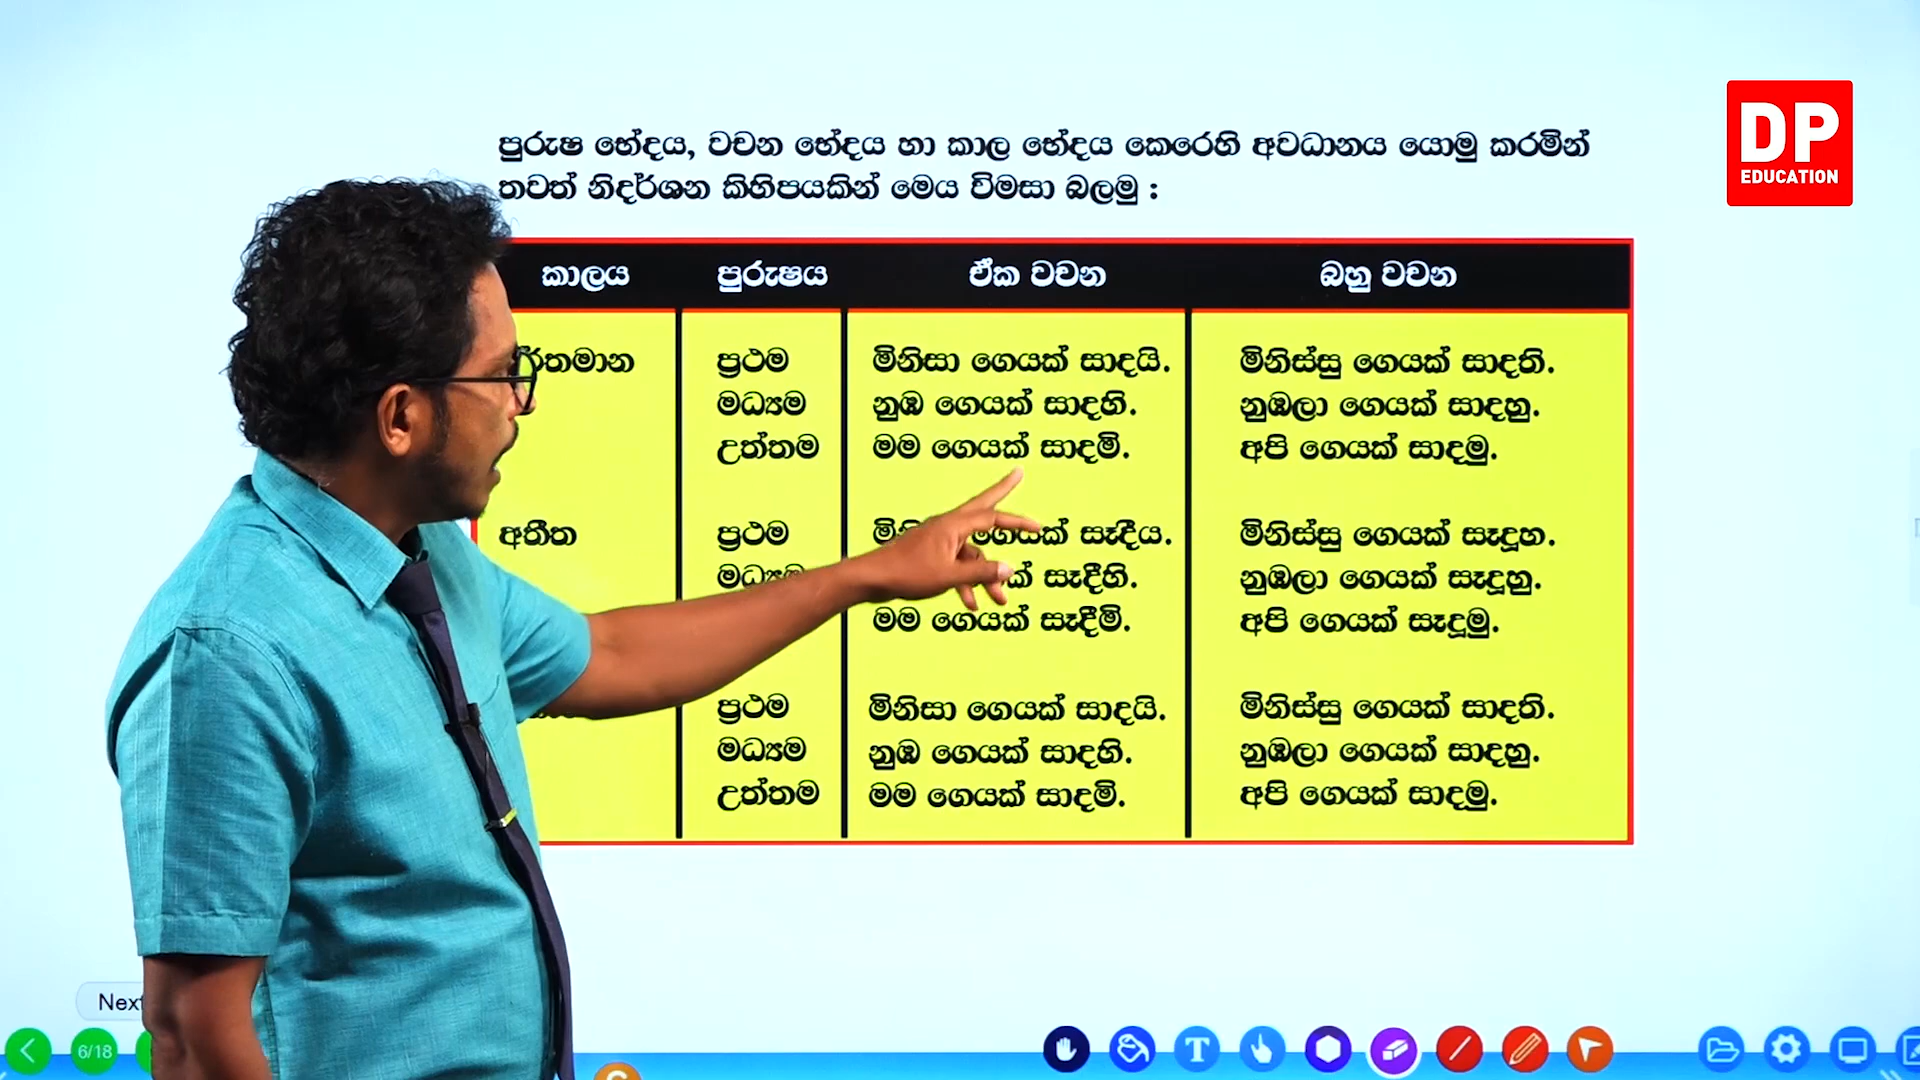 DP
EDUCATION
පුරුෂ භේදය, වචන භේදය හා කාල භේදය කෙරෙහි අවධානය යොමු කරමින්
තවත් නිදර්ශන කිහිපයකින් මෙය විමසා බලමු :
කාලය පුරුෂය ඒක වචන බහු වචන
ප්‍රථම මිනිසා ගෙයක් සාදයි. මිනිස්සු ගෙයක් සාදති.
මධ්‍යම නුඹ ගෙයක් සාදහි. නුඹලා ගෙයක් සාදහු.
උත්තම මම ගෙයක් සාදමි. අපි ගෙයක් සාදමු.
අතීත ප්‍රථම ගෙයක් සෑදීය. මිනිස්සු ගෙයක් සෑදූහ.
සෑදීහි. නුඹලා ගෙයක් සෑදූහු.
මම ගෙයක් සෑදීමි. අපි ගෙයක් සෑදූමු.
ප්‍රථම මිනිසා ගෙයක් සාදයි. මිනිස්සු ගෙයක් සාදති.
මධ්‍යම නුඹ ගෙයක් සාදහි. නුඹලා ගෙයක් සාදහු.
උත්තම මම ගෙයක් සාදමි. අපි ගෙයක් සාදමු.
Next
6/18